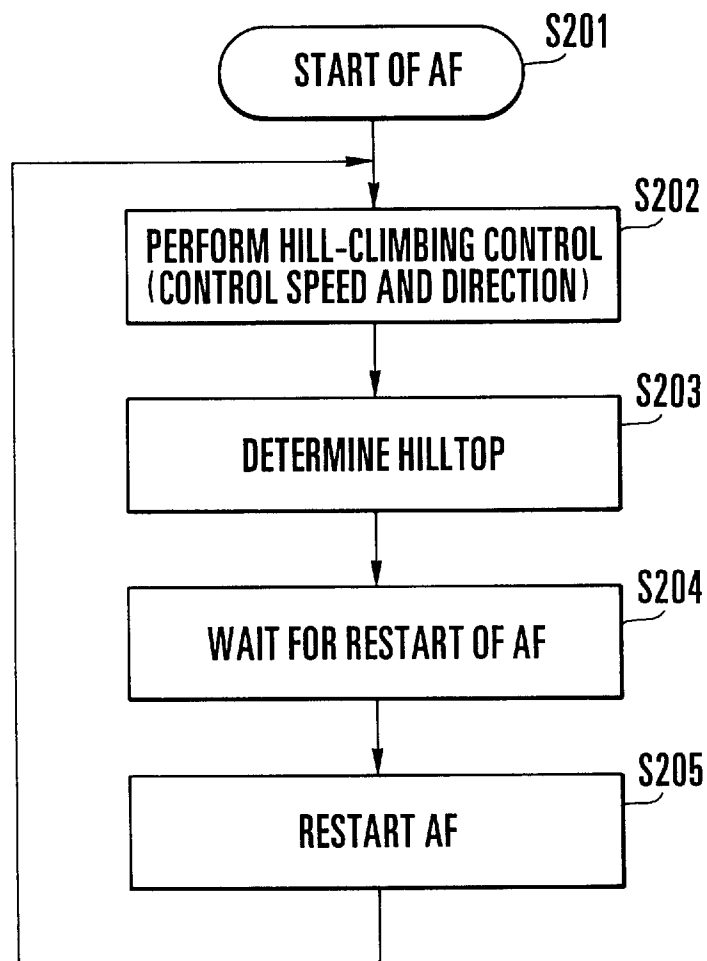 S201
START OF AF
S202
PERFORM HILL-CLIMBING CONTROL
(CONTROL SPEED AND DIRECTION)
S203
DETERMINE HILLTOP
S204
WAIT FOR RESTART OF AF
S205
RESTART AF